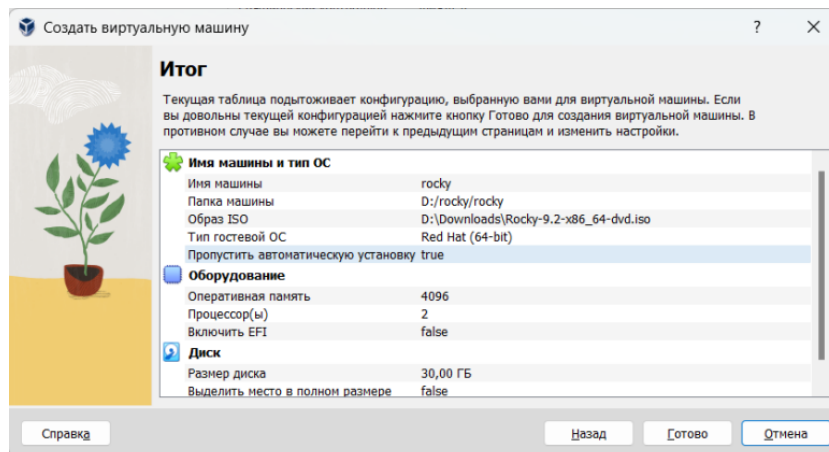 Создать виртуальную машину
?
Итог
Текущая таблица подытоживает конфигурацию, выбранную вами для виртуальной машины. Если
вы довольны текущей конфигурацией нажмите кнопку Готово для создания виртуальной машины. В
противном случае вы можете перейти к предыдущим страницам и изменить настройки.
Имя машины и тип ОС
Имя машины rocky
Папка машины D:/rocky/rocky
Образ ISO D:\Downloads\Rocky-9.2-x86_64-dvd.iso
Тип гостевой ОС Red Hat (64-bit)
Пропустить автоматическую установку true
Оборудование
Оперативная память 4096
Процессор(ы) 2
Включить EFI false
Диск
Размер диска 30,00 ГБ
Выделить место в полном размере false
Справка Назад Готово Отмена